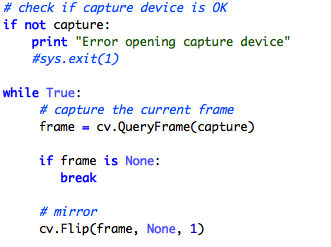 # check if capture device is OK
if not capture:
    print "Error opening capture device"
    #sys.exit(1)

while True:
     # capture the current frame
     frame = cv.QueryFrame(capture)

     if frame is None:
        break

     # mirror
     cv.Flip(frame, None, 1)